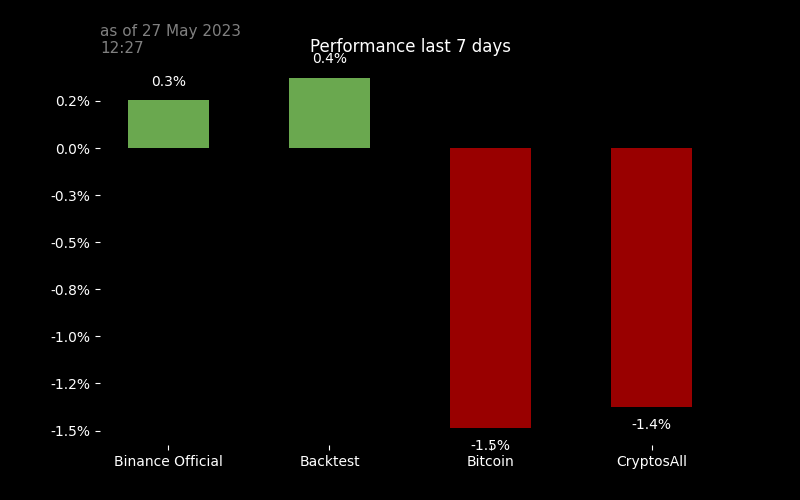 as of 27 May 2023
12:27
Performance last 7 days
0.3%
0.4%
0.2%
0.0%
-0.3%
-0.5%
-0.8%
-1.0%
-1.2%
-1.5%
-1.4%
-1.5%
Binance Official
Backtest
Bitcoin
CryptosAll